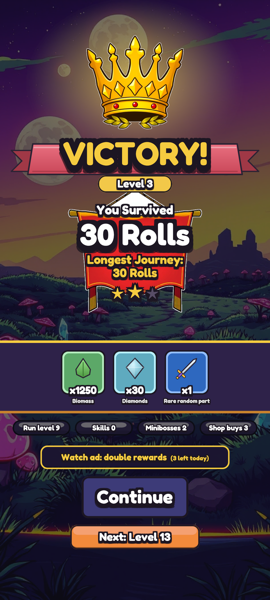 VICTORY!
Level 3
You Survived
30 Rolls
Longest Journey:
30 Rolls
x1250
x30
x1
Biomass
Diamonds
Rare random part
Run level 9
Skills 0
Minibosses 2
Shop buys 3
Watch ad: double rewards (3 left today)
Continue
Next: Level 13